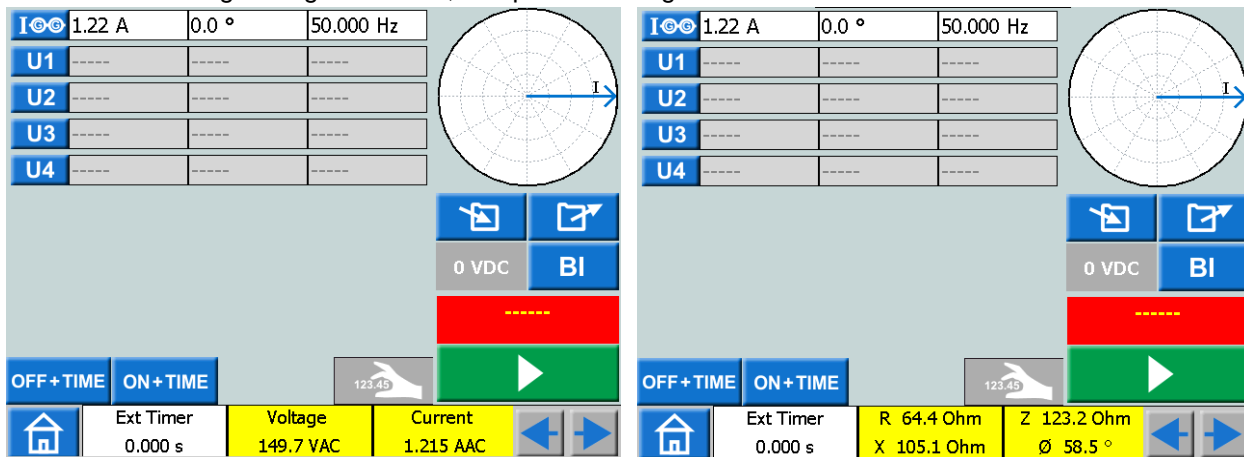 I GG 1.22 A 0.0 ° 50.000 Hz
U1 ----- ----- -----
U2 ----- ----- -----
U3 ----- ----- -----
U4 ----- ----- -----
I
0 VDC BI
------
123.45
OFF+TIME ON+TIME
Ext Timer Voltage Current
0.000 s 149.7 VAC 1.215 AAC
I GG 1.22 A 0.0 ° 50.000 Hz
U1 ----- ----- -----
U2 ----- ----- -----
U3 ----- ----- -----
U4 ----- ----- -----
I
0 VDC BI
------
123.45
OFF+TIME ON+TIME
Ext Timer R 64.4 Ohm Z 123.2 Ohm
0.000 s X 105.1 Ohm Ø 58.5 °